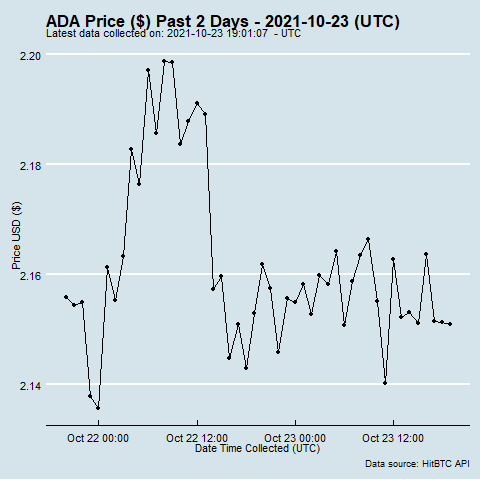 ADA Price ($) Past 2 Days - 2021-10-23 (UTC)
Latest data collected on: 2021-10-23 19:01:07  - UTC
2.20
2.18
2.16
2.14
Price USD ($)
Oct 22 00:00 Oct 22 12:00 Oct 23 00:00 Oct 23 12:00
Date Time Collected (UTC)
Data source: HitBTC API